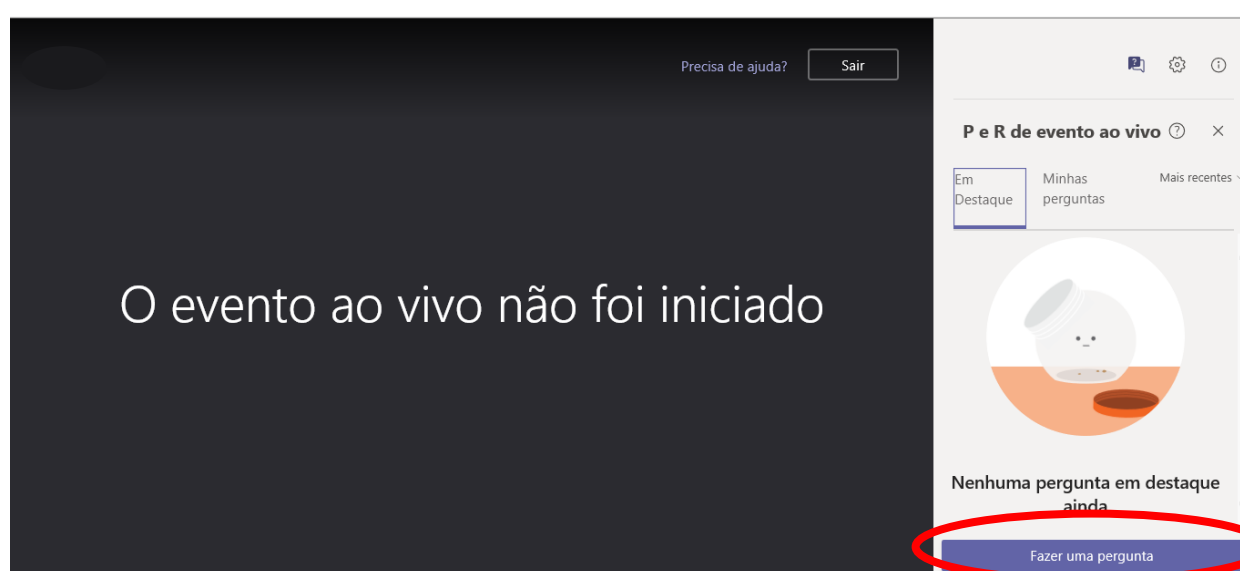 Precisa de ajuda?
Sair
O evento ao vivo não foi iniciado
P e R de evento ao vivo
Em
Destaque
Minhas
perguntas
Mais recentes
Nenhuma pergunta em destaque
ainda
Fazer uma pergunta